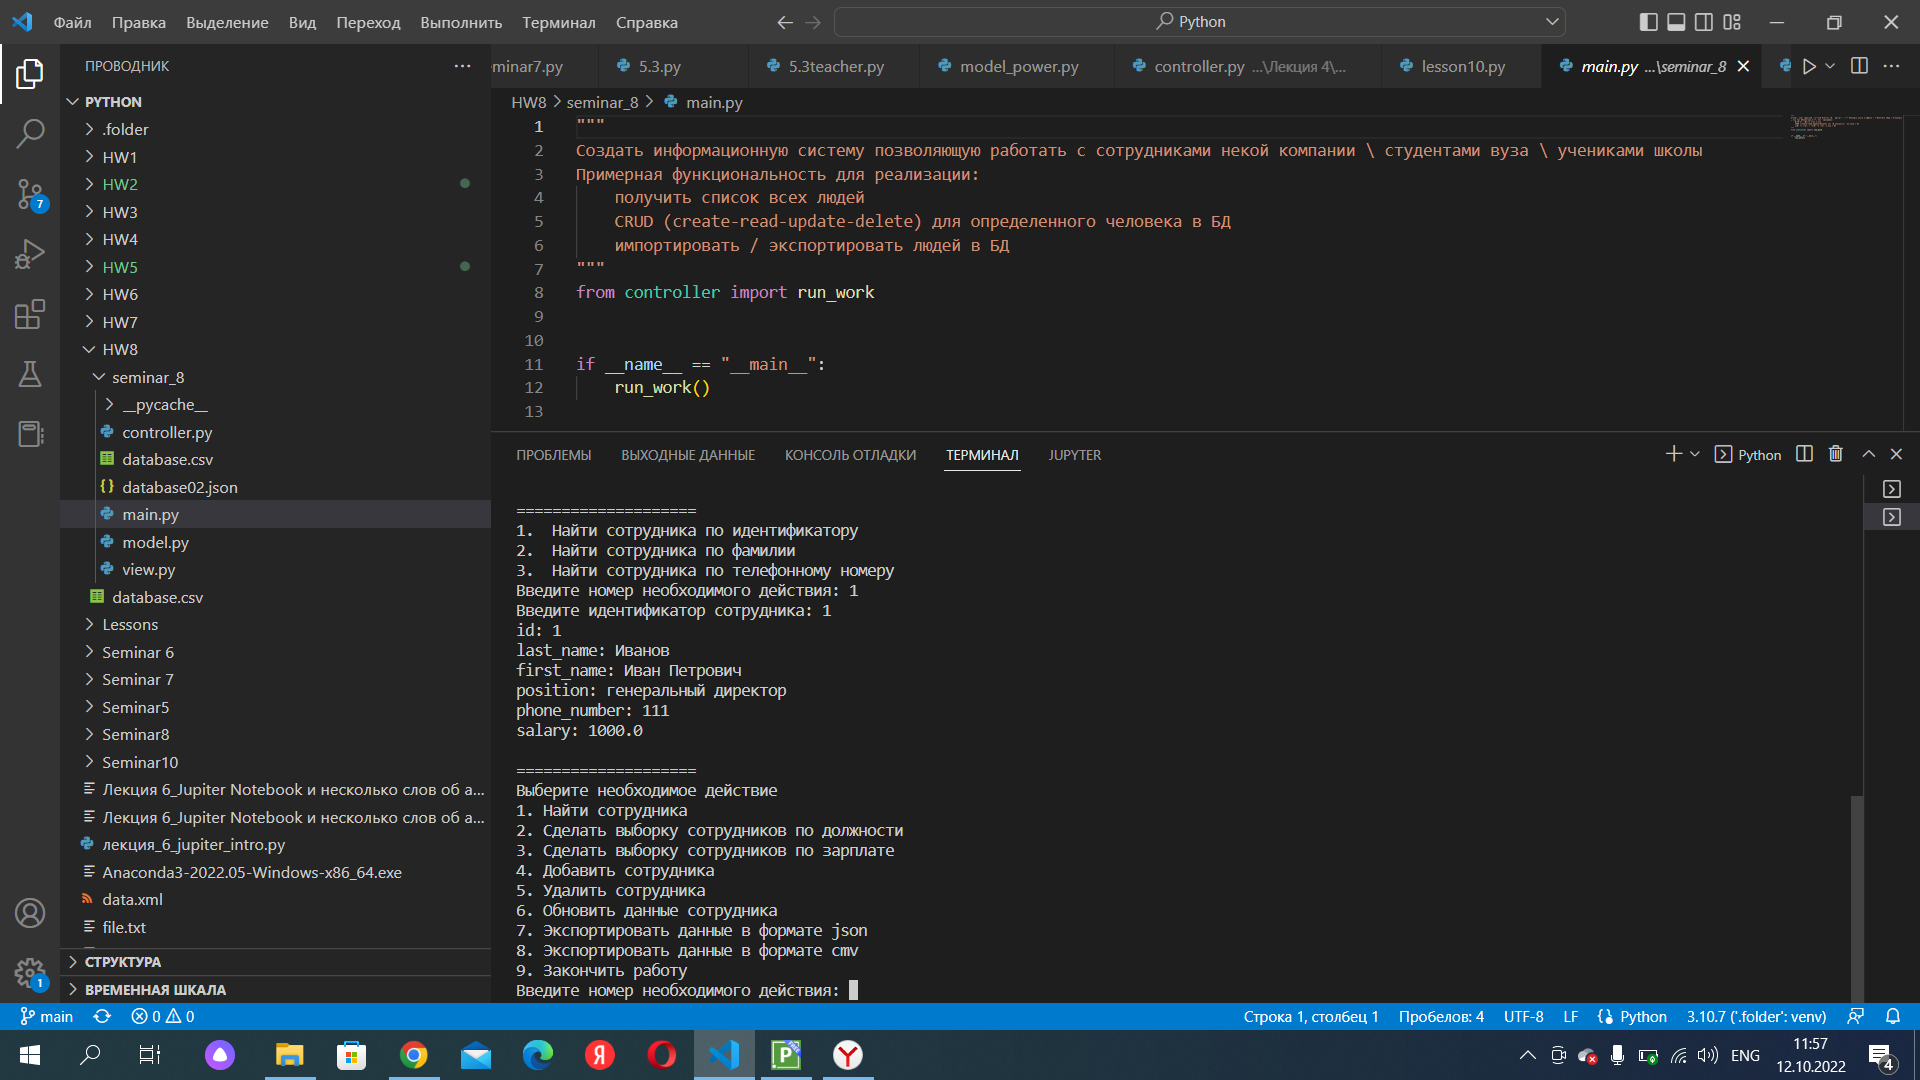 Файл Правка Выделение Вид Переход Выполнить Терминал Справка Python
ПРОВОДНИК
minar7.py 5.3.py 5.3teacher.py model_power.py controller.py ...\Лекция 4\... lesson10.py main.py ...\seminar_8
HW8 > seminar_8 > main.py
PYTHON
.folder
HW1
HW2
HW3
HW4
HW5
HW6
HW7
HW8
seminar_8
__pycache__
controller.py
database.csv
database02.json
main.py
model.py
view.py
database.csv
Lessons
Seminar 6
Seminar 7
Seminar5
Seminar8
Seminar10
Лекция 6_Jupiter Notebook и несколько слов об а...
Лекция 6_Jupiter Notebook и несколько слов об а...
лекция_6_jupiter_intro.py
Anaconda3-2022.05-Windows-x86_64.exe
data.xml
file.txt
СТРУКТУРА
ВРЕМЕННАЯ ШКАЛА
7
1
1 """
2 Создать информационную систему позволяющую работать с сотрудниками некой компании \ студентами вуза \ учениками школы
3 Примерная функциональность для реализации:
4 получить список всех людей
5 CRUD (create-read-update-delete) для определенного человека в БД
6 импортировать / экспортировать людей в БД
7 """
8 from controller import run_work
9
10
11 if __name__ == "__main__":
12 run_work()
13
ПРОБЛЕМЫ ВЫХОДНЫЕ ДАННЫЕ КОНСОЛЬ ОТЛАДКИ ТЕРМИНАЛ JUPYTER Python
====================
1. Найти сотрудника по идентификатору
2. Найти сотрудника по фамилии
3. Найти сотрудника по телефонному номеру
Введите номер необходимого действия: 1
Введите идентификатор сотрудника: 1
id: 1
last_name: Иванов
first_name: Иван Петрович
position: генеральный директор
phone_number: 111
salary: 1000.0
====================
Выберите необходимое действие
1. Найти сотрудника
2. Сделать выборку сотрудников по должности
3. Сделать выборку сотрудников по зарплате
4. Добавить сотрудника
5. Удалить сотрудника
6. Обновить данные сотрудника
7. Экспортировать данные в формате json
8. Экспортировать данные в формате cmv
9. Закончить работу
Введите номер необходимого действия:
main 0 0 Строка 1, столбец 1 Пробелов: 4 UTF-8 LF Python 3.10.7 ('.folder': venv)
ENG 11:57
12.10.2022 4